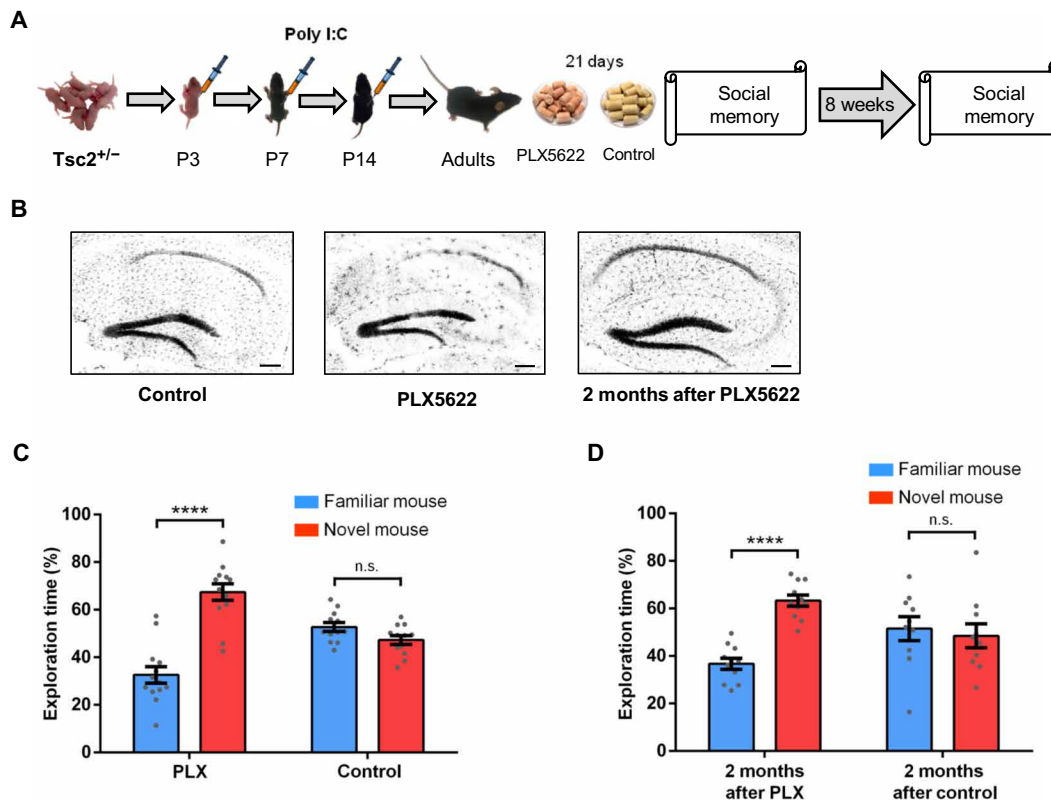 A
Poly I:C
21 days
Social
memory
8 weeks
Social
memory
Tsc2+/−
P3
P7
P14
Adults
PLX5622
Control
B
Control
PLX5622
2 months after PLX5622
C
Familiar mouse
Novel mouse
Exploration time (%)
100
80
60
40
20
0
****
n.s.
PLX
Control
D
Familiar mouse
Novel mouse
Exploration time (%)
100
80
60
40
20
0
****
n.s.
2 months
after PLX
2 months
after control